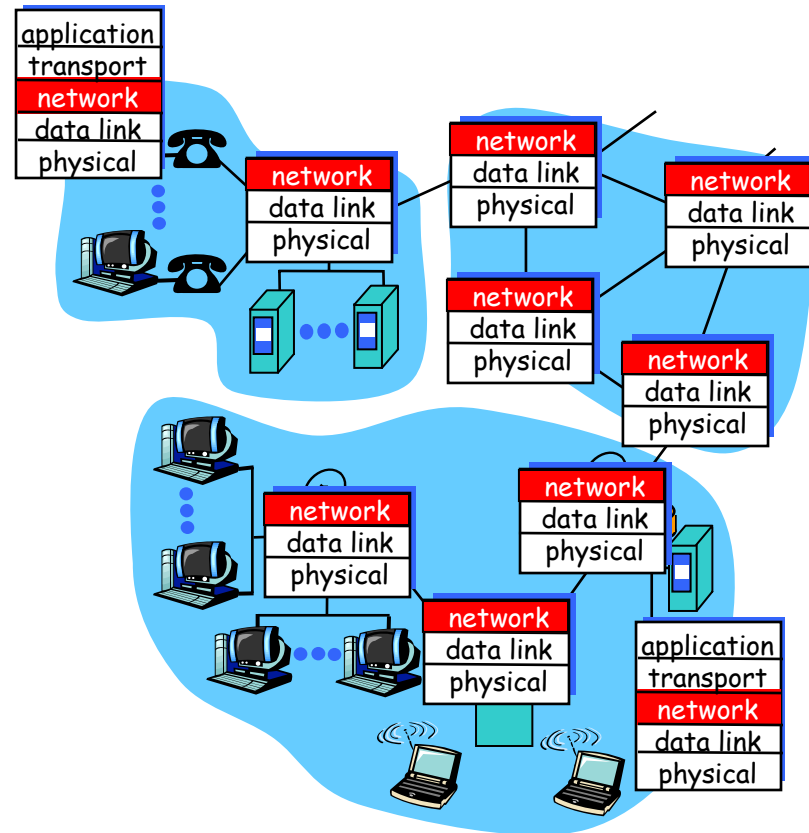 application
transport
network
data link
physical
network
data link
physical
network
data link
physical
network
data link
physical
network
data link
physical
network
data link
physical
network
data link
physical
network
data link
physical
network
data link
physical
application
transport
network
data link
physical